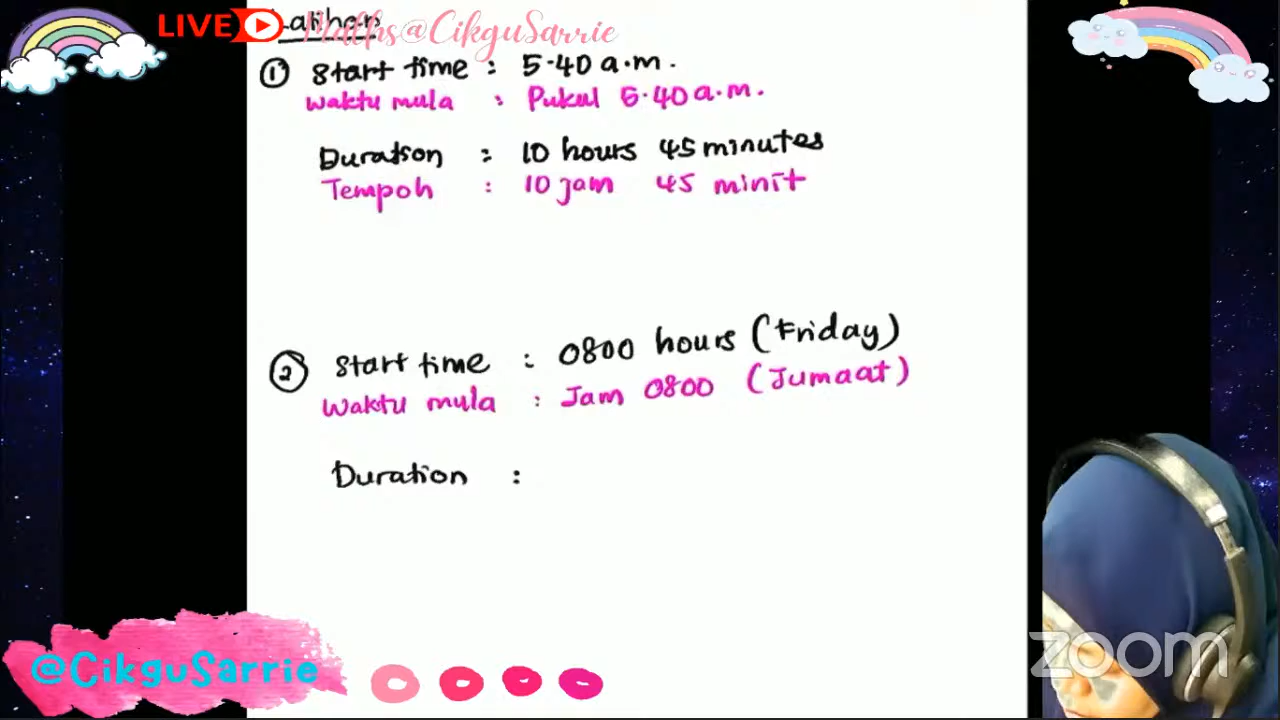 LIVE
Latihan
Maths@CikguSarrie
① Start time : 5.40 a.m.
Waktu mula : Pukul 5.40 a.m.
Duration : 10 hours 45 minutes
Tempoh : 10 jam 45 minit
② Start time : 0800 hours (Friday)
Waktu mula : Jam 0800 (Jumaat)
Duration :
@CikguSarrie
zoom